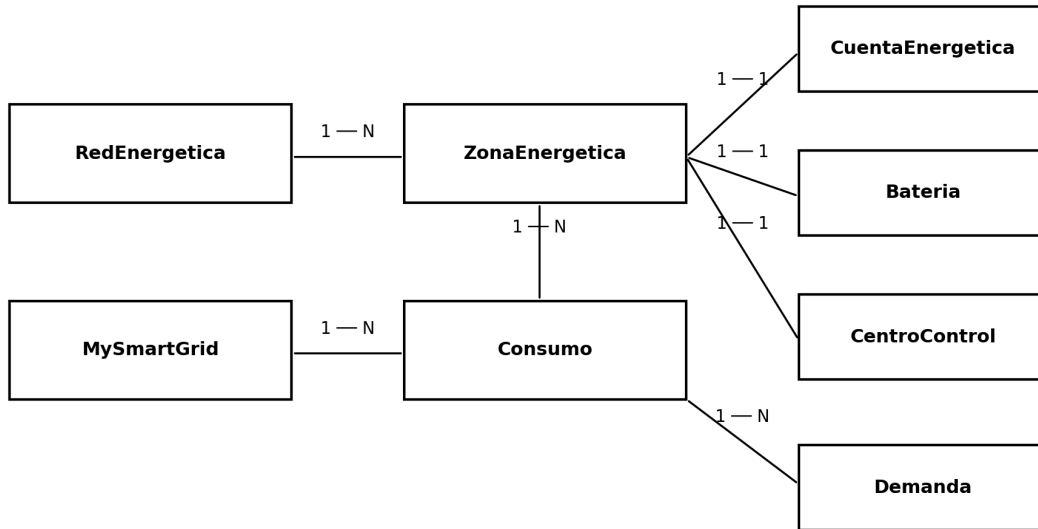 CuentaEnergetica
1 — 1
RedEnergetica
1 — N
ZonaEnergetica
1 — 1
Bateria
1 — N
1 — 1
MySmartGrid
1 — N
Consumo
CentroControl
1 — N
Demanda